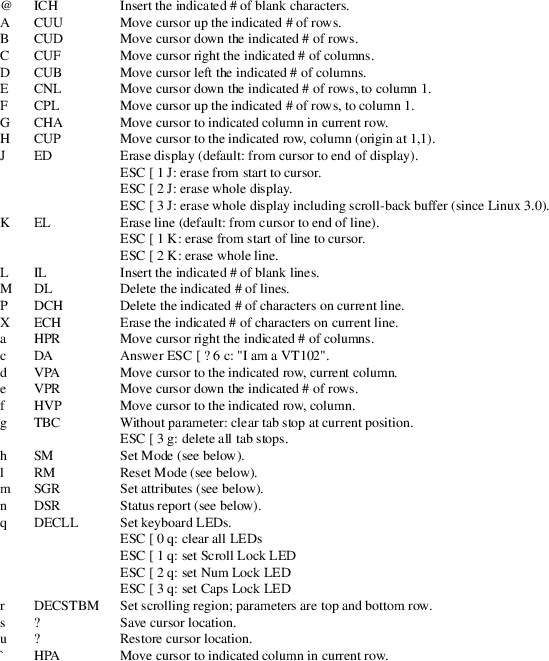 @ ICH Insert the indicated # of blank characters.
A CUU Move cursor up the indicated # of rows.
B CUD Move cursor down the indicated # of rows.
C CUF Move cursor right the indicated # of columns.
D CUB Move cursor left the indicated # of columns.
E CNL Move cursor down the indicated # of rows, to column 1.
F CPL Move cursor up the indicated # of rows, to column 1.
G CHA Move cursor to indicated column in current row.
H CUP Move cursor to the indicated row, column (origin at 1,1).
J ED Erase display (default: from cursor to end of display).
ESC [ 1 J: erase from start to cursor.
ESC [ 2 J: erase whole display.
ESC [ 3 J: erase whole display including scroll-back buffer (since Linux 3.0).
K EL Erase line (default: from cursor to end of line).
ESC [ 1 K: erase from start of line to cursor.
ESC [ 2 K: erase whole line.
L IL Insert the indicated # of blank lines.
M DL Delete the indicated # of lines.
P DCH Delete the indicated # of characters on current line.
X ECH Erase the indicated # of characters on current line.
a HPR Move cursor right the indicated # of columns.
c DA Answer ESC [ ? 6 c: "I am a VT102".
d VPA Move cursor to the indicated row, current column.
e VPR Move cursor down the indicated # of rows.
f HVP Move cursor to the indicated row, column.
g TBC Without parameter: clear tab stop at current position.
ESC [ 3 g: delete all tab stops.
h SM Set Mode (see below).
l RM Reset Mode (see below).
m SGR Set attributes (see below).
n DSR Status report (see below).
q DECLL Set keyboard LEDs.
ESC [ 0 q: clear all LEDs
ESC [ 1 q: set Scroll Lock LED
ESC [ 2 q: set Num Lock LED
ESC [ 3 q: set Caps Lock LED
r DECSTBM Set scrolling region; parameters are top and bottom row.
s ? Save cursor location.
u ? Restore cursor location.
` HPA Move cursor to indicated column in current row.